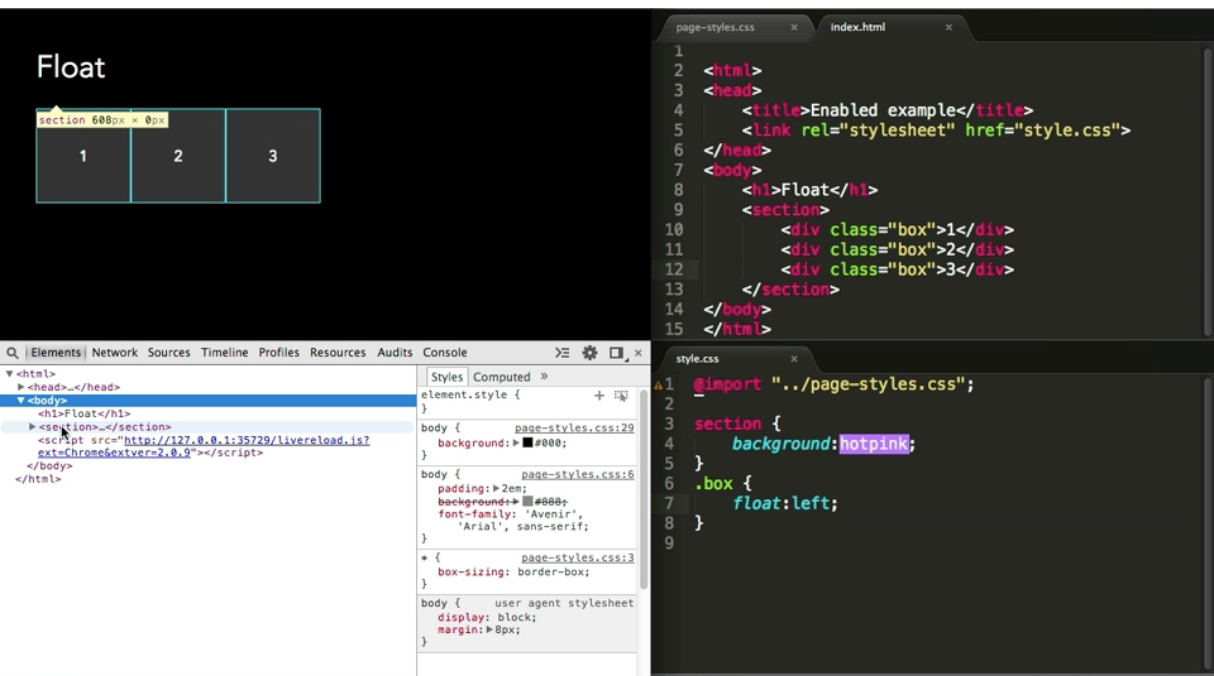 Float
section 608px × 0px
1 2 3
page-styles.css × index.html ×
1
2 <html>
3 <head>
4 <title>Enabled example</title>
5 <link rel="stylesheet" href="style.css">
6 </head>
7 <body>
8 <h1>Float</h1>
9 <section>
10 <div class="box">1</div>
11 <div class="box">2</div>
12 <div class="box">3</div>
13 </section>
14 </body>
15 </html>
Elements Network Sources Timeline Profiles Resources Audits Console
▼<html>
▶<head>…</head>
▼<body>
<h1>Float</h1>
▶<section>…</section>
<script src="http://127.0.0.1:35729/livereload.js?
ext=Chrome&extver=2.0.9"></script>
</body>
</html>
Styles Computed »
element.style {
}
body { page-styles.css:29
background:▶#000;
}
body { page-styles.css:6
padding:▶2em;
background:▶#888;
font-family: 'Avenir',
'Arial', sans-serif;
}
* { page-styles.css:3
box-sizing: border-box;
}
body { user agent stylesheet
display: block;
margin:▶8px;
}
style.css ×
1 @import "../page-styles.css";
2
3 section {
4 background:hotpink;
5 }
6 .box {
7 float:left;
8 }
9